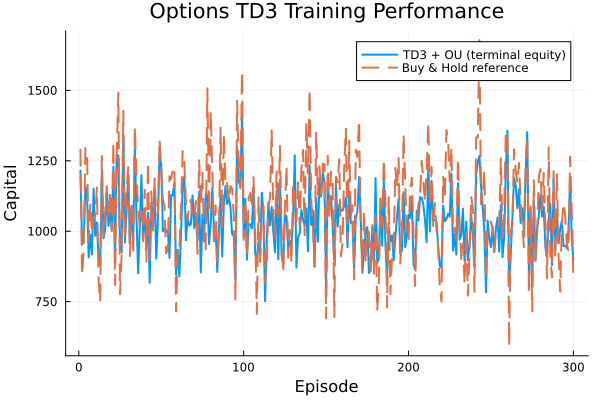 Options TD3 Training Performance
TD3 + OU (terminal equity)
Buy & Hold reference
1500
1250
1000
750
Capital
0
100
200
300
Episode